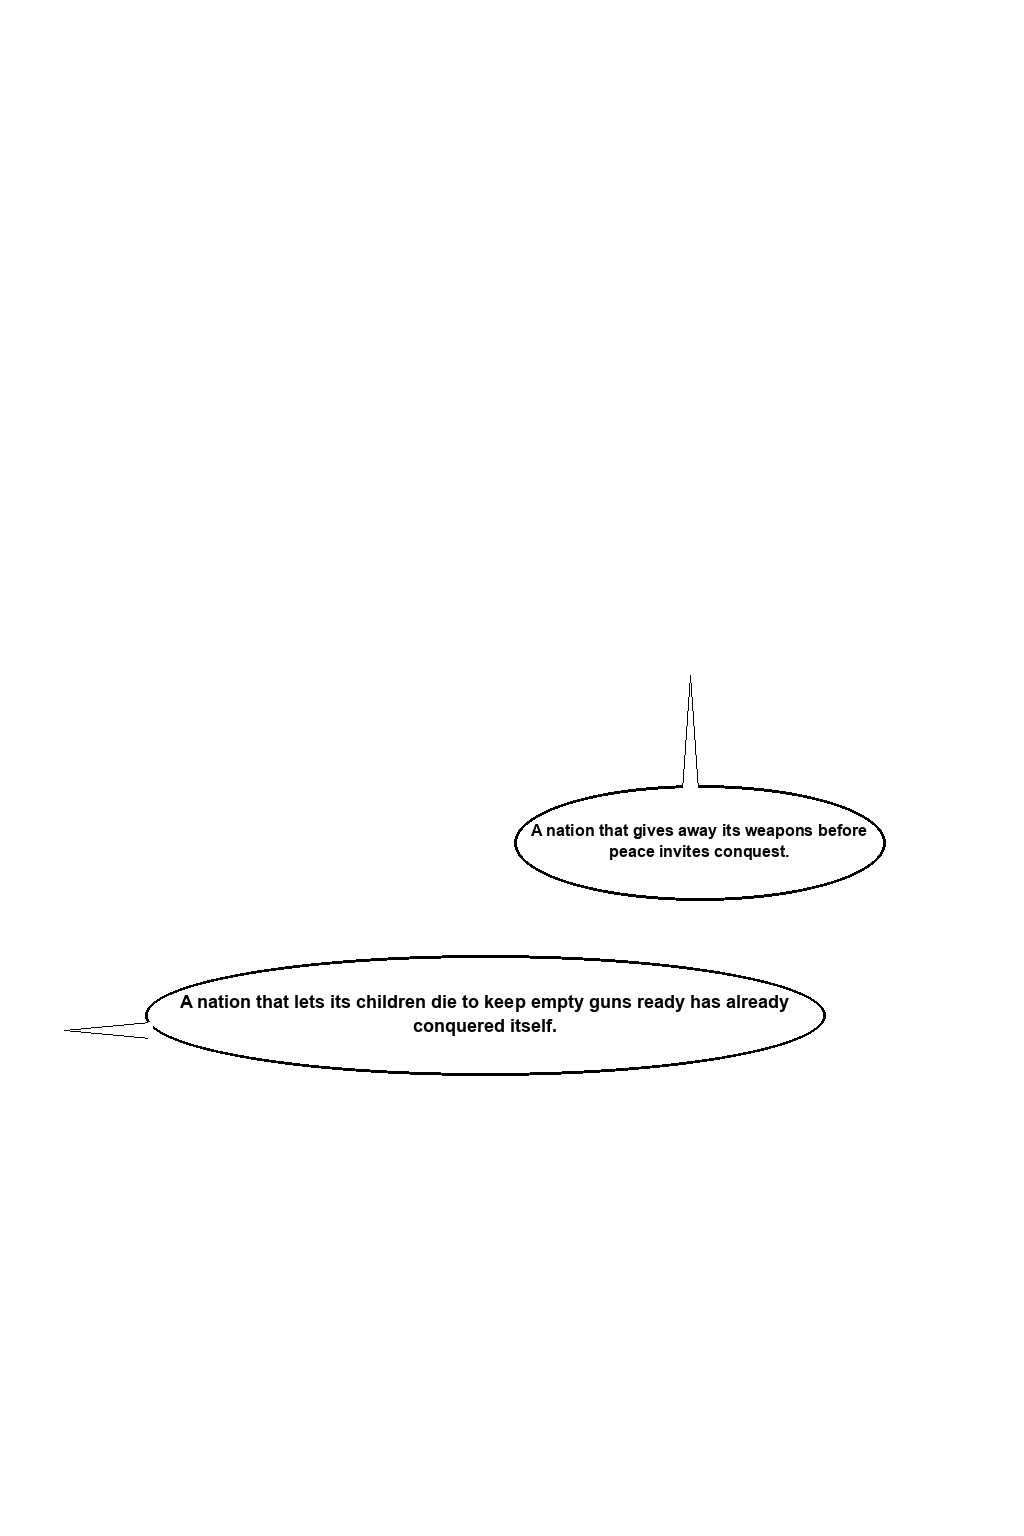 A nation that gives away its weapons before
peace invites conquest.
A nation that lets its children die to keep empty guns ready has already
conquered itself.